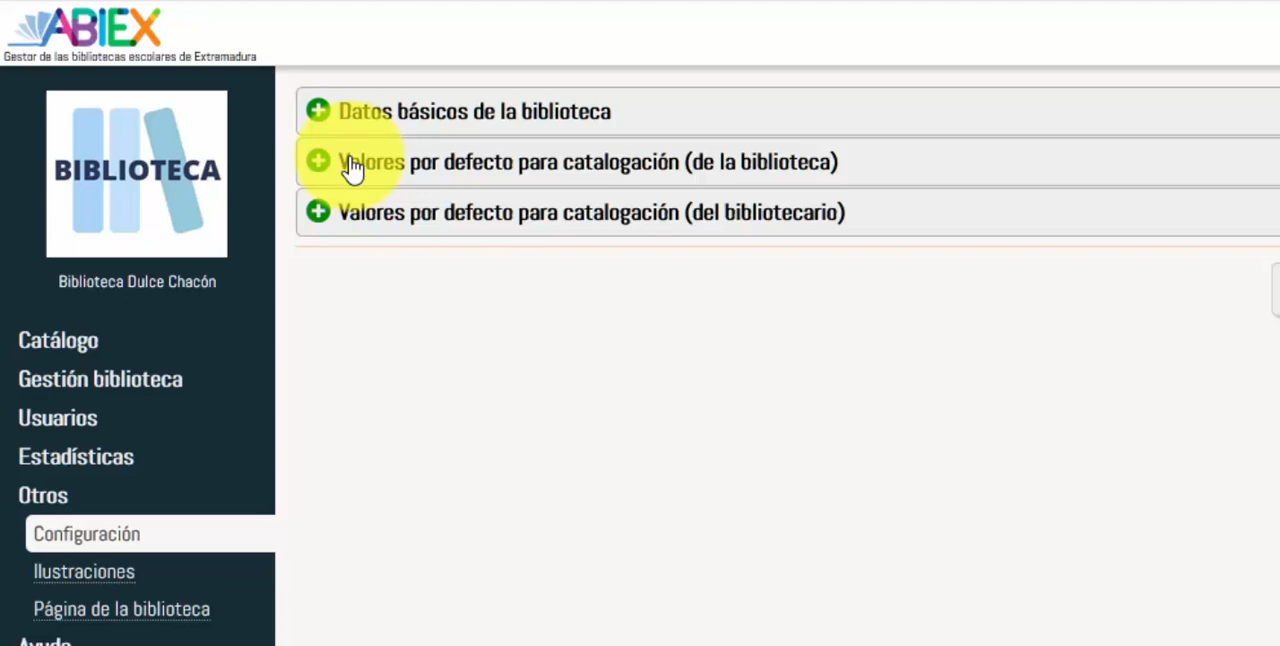 ABIEX
Gestor de las bibliotecas escolares de Extremadura
BIBLIOTECA
Biblioteca Dulce Chacón
Catálogo
Gestión biblioteca
Usuarios
Estadísticas
Otros
Configuración
Ilustraciones
Página de la biblioteca
Ayuda
Datos básicos de la biblioteca
Valores por defecto para catalogación (de la biblioteca)
Valores por defecto para catalogación (del bibliotecario)